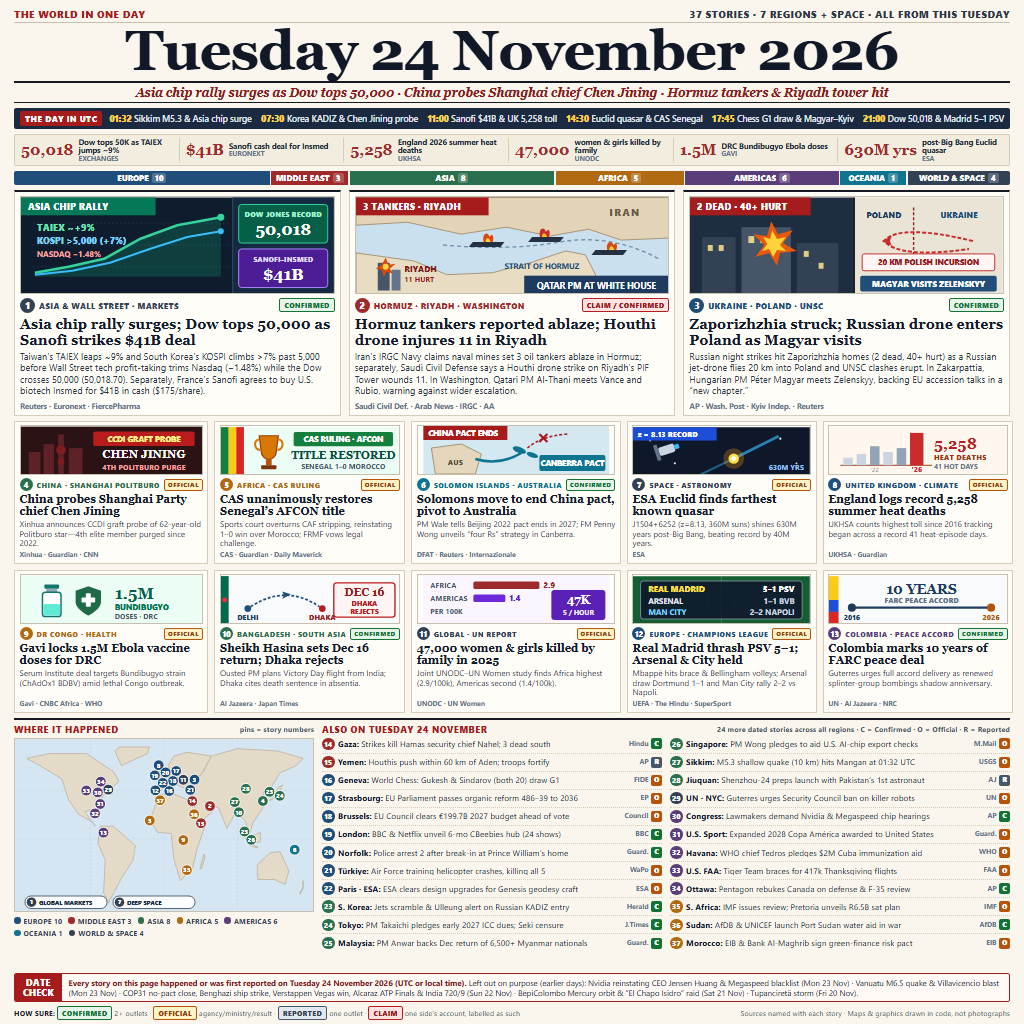 THE WORLD IN ONE DAY
37 STORIES · 7 REGIONS + SPACE · ALL FROM THIS TUESDAY
Tuesday 24 November 2026
Asia chip rally surges as Dow tops 50,000 · China probes Shanghai chief Chen Jining · Hormuz tankers & Riyadh tower hit
THE DAY IN UTC 01:32 Sikkim M5.3 & Asia chip surge 07:30 Korea KADIZ & Chen Jining probe 11:00 Sanofi $41B & UK 5,258 toll 14:30 Euclid quasar & CAS Senegal 17:45 Chess G1 draw & Magyar–Kyiv 21:00 Dow 50,018 & Madrid 5–1 PSV
50,018 Dow tops 50K as TAIEX jumps ~9% EXCHANGES
$41B Sanofi cash deal for Insmed EURONEXT
5,258 England 2026 summer heat deaths UKHSA
47,000 women & girls killed by family UNODC
1.5M DRC Bundibugyo Ebola doses GAVI
630M yrs post-Big Bang Euclid quasar ESA
EUROPE 10 MIDDLE EAST 3 ASIA 8 AFRICA 5 AMERICAS 6 OCEANIA 1 WORLD & SPACE 4
ASIA CHIP RALLY
TAIEX ~+9%
KOSPI >5,000 (+7%)
NASDAQ ~1.48%
DOW JONES RECORD
50,018
SANOFI–INSMED
$41B
1 ASIA & WALL STREET · MARKETS CONFIRMED
Asia chip rally surges; Dow tops 50,000 as
Sanofi strikes $41B deal
Taiwan's TAIEX leaps ~9% and South Korea's KOSPI climbs >7% past 5,000
before Wall Street tech profit-taking trims Nasdaq (~1.48%) while the Dow
crosses 50,000 (50,018.70). Separately, France's Sanofi agrees to buy U.S.
biotech Insmed for $41B in cash ($175/share).
Reuters · Euronext · FiercePharma
3 TANKERS · RIYADH
IRAN
RIYADH
11 HURT
STRAIT OF HORMUZ
QATAR PM AT WHITE HOUSE
2 HORMUZ · RIYADH · WASHINGTON CLAIM / CONFIRMED
Hormuz tankers reported ablaze; Houthi
drone injures 11 in Riyadh
Iran's IRGC Navy claims naval mines set 3 oil tankers ablaze in Hormuz;
separately, Saudi Civil Defense says a Houthi drone strike on Riyadh's PIF
Tower wounds 11. In Washington, Qatari PM Al-Thani meets Vance and
Rubio, warning against wider escalation.
Saudi Civil Def. · Arab News · IRGC · AA
2 DEAD · 40+ HURT
POLAND
UKRAINE
20 KM POLISH INCURSION
MAGYAR VISITS ZELENSKYY
3 UKRAINE · POLAND · UNSC CONFIRMED
Zaporizhzhia struck; Russian drone enters
Poland as Magyar visits
Russian night strikes hit Zaporizhzhia homes (2 dead, 40+ hurt) as a Russian
jet-drone flies 20 km into Poland and UNSC clashes erupt. In Zakarpattia,
Hungarian PM Péter Magyar meets Zelenskyy, backing EU accession talks in a
"new chapter."
AP · Wash. Post · Kyiv Indep. · Reuters
CCDI GRAFT PROBE
CHEN JINING
4TH POLITBURO PURGE
4 CHINA · SHANGHAI POLITBURO OFFICIAL
China probes Shanghai Party
chief Chen Jining
Xinhua announces CCDI graft probe of 62-year-old
Politburo star—4th elite member purged since
2022.
Xinhua · Guardian · CNN
CAS RULING · AFCON
TITLE RESTORED
SENEGAL 1–0 MOROCCO
5 AFRICA · CAS RULING OFFICIAL
CAS unanimously restores
Senegal's AFCON title
Sports court overturns CAF stripping, reinstating
1–0 win over Morocco; FRMF vows legal
challenge.
CAS · Guardian · Daily Maverick
CHINA PACT ENDS
AUS
CANBERRA PACT
6 SOLOMON ISLANDS · AUSTRALIA CONFIRMED
Solomons move to end China pact,
pivot to Australia
PM Wale tells Beijing 2022 pact ends in 2027; FM Penny
Wong unveils "four Rs" strategy in Canberra.
DFAT · Reuters · Internazionale
z = 8.13 RECORD
630M YRS
7 SPACE · ASTRONOMY OFFICIAL
ESA Euclid finds farthest
known quasar
J1504+6252 (z=8.13, 360M suns) shines 630M
years post-Big Bang, beating record by 40M
years.
ESA
5,258
HEAT DEATHS
41 HOT DAYS
'22 '26
8 UNITED KINGDOM · CLIMATE OFFICIAL
England logs record 5,258
summer heat deaths
UKHSA counts highest toll since 2016 tracking
began across a record 41 heat-episode days.
UKHSA · Guardian
1.5M
BUNDIBUGYO
DOSES · DRC
9 DR CONGO · HEALTH OFFICIAL
Gavi locks 1.5M Ebola vaccine
doses for DRC
Serum Institute deal targets Bundibugyo strain
(ChAdOx1 BDBV) amid lethal Congo outbreak.
Gavi · CNBC Africa · WHO
DEC 16
DHAKA
REJECTS
DELHI DHAKA
10 BANGLADESH · SOUTH ASIA CONFIRMED
Sheikh Hasina sets Dec 16
return; Dhaka rejects
Ousted PM plans Victory Day flight from India;
Dhaka cites death sentence in absentia.
Al Jazeera · Japan Times
AFRICA 2.9
AMERICAS 1.4
PER 100K
47K
5 / HOUR
11 GLOBAL · UN REPORT OFFICIAL
47,000 women & girls killed by
family in 2025
Joint UNODC–UN Women study finds Africa highest
(2.9/100k), Americas second (1.4/100k).
UNODC · UN Women
REAL MADRID 5–1 PSV
ARSENAL 1–1 BVB
MAN CITY 2–2 NAPOLI
12 EUROPE · CHAMPIONS LEAGUE OFFICIAL
Real Madrid thrash PSV 5–1;
Arsenal & City held
Mbappé hits brace & Bellingham volleys; Arsenal
draw Dortmund 1–1 and Man City rally 2–2 vs
Napoli.
UEFA · The Hindu · SuperSport
10 YEARS
FARC PEACE ACCORD
2016 2026
13 COLOMBIA · PEACE ACCORD CONFIRMED
Colombia marks 10 years of
FARC peace deal
Guterres urges full accord delivery as renewed
splinter-group bombings shadow anniversary.
UN · Al Jazeera · NRC
WHERE IT HAPPENED pins = story numbers
1 GLOBAL MARKETS 7 DEEP SPACE
EUROPE 10 MIDDLE EAST 3 ASIA 8 AFRICA 5 AMERICAS 6
OCEANIA 1 WORLD & SPACE 4
ALSO ON TUESDAY 24 NOVEMBER
24 more dated stories across all regions · C = Confirmed · O = Official · R = Reported
14 Gaza: Strikes kill Hamas security chief Nahel; 3 dead south Hindu C
15 Yemen: Houthis push within 60 km of Aden; troops fortify AP R
16 Geneva: World Chess: Gukesh & Sindarov (both 20) draw G1 FIDE O
17 Strasbourg: EU Parliament passes organic reform 486–39 to 2036 EP O
18 Brussels: EU Council clears €199.7B 2027 budget ahead of vote Council O
19 London: BBC & Netflix unveil 6-mo CBeebies hub (24 shows) BBC C
20 Norfolk: Police arrest 2 after break-in at Prince William's home Guard. C
21 Türkiye: Air Force training helicopter crashes, killing all 5 WaPo O
22 Paris · ESA: ESA clears design upgrades for Genesis geodesy craft ESA O
23 S. Korea: Jets scramble & Ulleung alert on Russian KADIZ entry Herald C
24 Tokyo: PM Takaichi pledges early 2027 ICC dues; Seki censure J.Times C
25 Malaysia: PM Anwar backs Dec return of 6,500+ Myanmar nationals Guard. C
26 Singapore: PM Wong pledges to aid U.S. AI-chip export checks M.Mail O
27 Sikkim: M5.3 shallow quake (10 km) hits Mangan at 01:32 UTC USGS O
28 Jiuquan: Shenzhou-24 preps launch with Pakistan's 1st astronaut AJ R
29 UN · NYC: Guterres urges Security Council ban on killer robots UN O
30 Congress: Lawmakers demand Nvidia & Megaspeed chip hearings AP C
31 U.S. Sport: Expanded 2028 Copa América awarded to United States Guard. C
32 Havana: WHO chief Tedros pledges $2M Cuba immunization aid WHO O
33 U.S. FAA: Tiger Team braces for 417k Thanksgiving flights FAA O
34 Ottawa: Pentagon rebukes Canada on defense & F-35 review AP C
35 S. Africa: IMF issues review; Pretoria unveils R6.5B sat plan IMF O
36 Sudan: AfDB & UNICEF launch Port Sudan water aid in war AfDB C
37 Morocco: EIB & Bank Al-Maghrib sign green-finance risk pact EIB O
DATE CHECK
Every story on this page happened or was first reported on Tuesday 24 November 2026 (UTC or local time). Left out on purpose (earlier days): Nvidia reinstating CEO Jensen Huang & Megaspeed blacklist (Mon 23 Nov) · Vanuatu M6.5 quake & Villavicencio blast
(Mon 23 Nov) · COP31 no-pact close, Benghazi ship strike, Verstappen Vegas win, Alcaraz ATP Finals & India 720/9 (Sun 22 Nov) · BepiColombo Mercury orbit & "El Chapo Isidro" raid (Sat 21 Nov) · Tupanciretã storm (Fri 20 Nov).
HOW SURE: CONFIRMED 2+ outlets · OFFICIAL agency/ministry/result · REPORTED one outlet · CLAIM one side's account, labelled as such
Sources named with each story · Maps & graphics drawn in code, not photographs